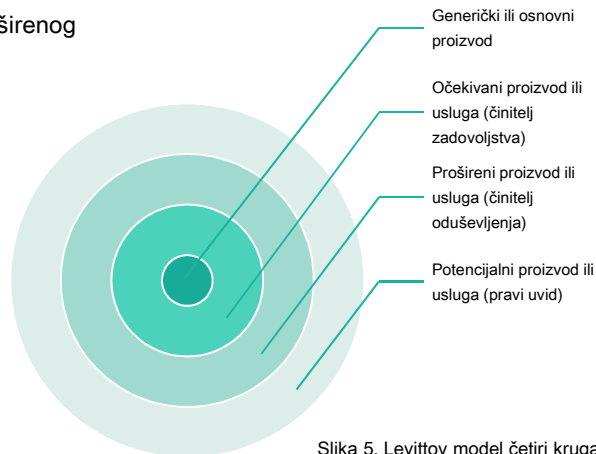 širenog
Generički ili osnovni
proizvod
Očekivani proizvod ili
usluga (činitelj
zadovoljstva)
Prošireni proizvod ili
usluga (činitelj
oduševljenja)
Potencijalni proizvod ili
usluga (pravi uvid)
Slika 5. Levittov model četiri kruga